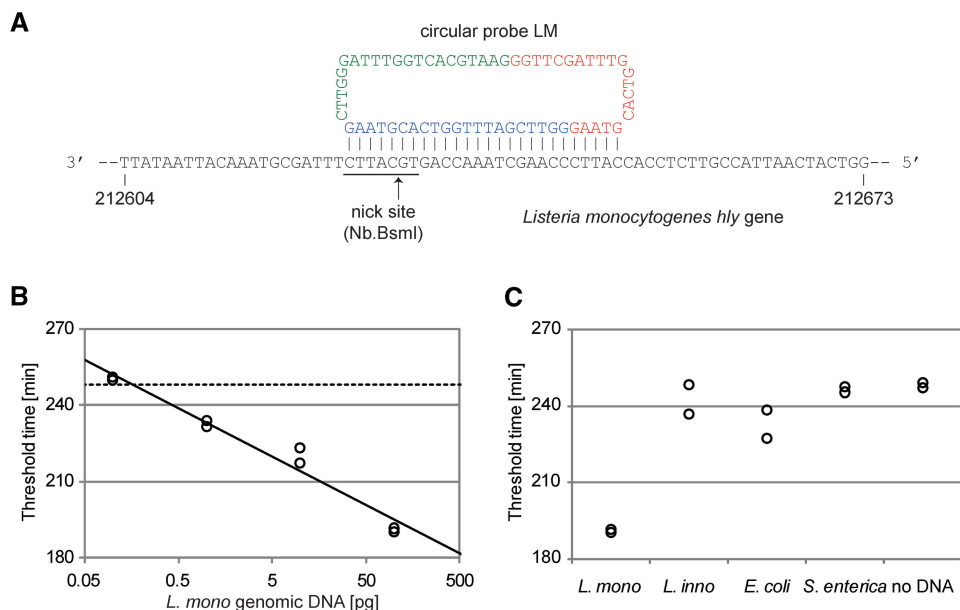 A
circular probe LM
GATTTGGTCACGTAAGGGTTCGATTTG
CTTGG
CACTG
GAATGCACTGGTTTAGCTTGGGAATG
3′ --TTATAATTACAAATGCGATTTCTTACGTGACCAAATCGAACCCTTACCACCTCTTGCCATTAACTACTGG-- 5′
212604
212673
nick site
(Nb.BsmI)
Listeria monocytogenes hly gene
B
Threshold time [min]
270
240
210
180
0.05 0.5 5 50 500
L. mono genomic DNA [pg]
C
Threshold time [min]
270
240
210
180
L. mono L. inno E. coli S. enterica no DNA